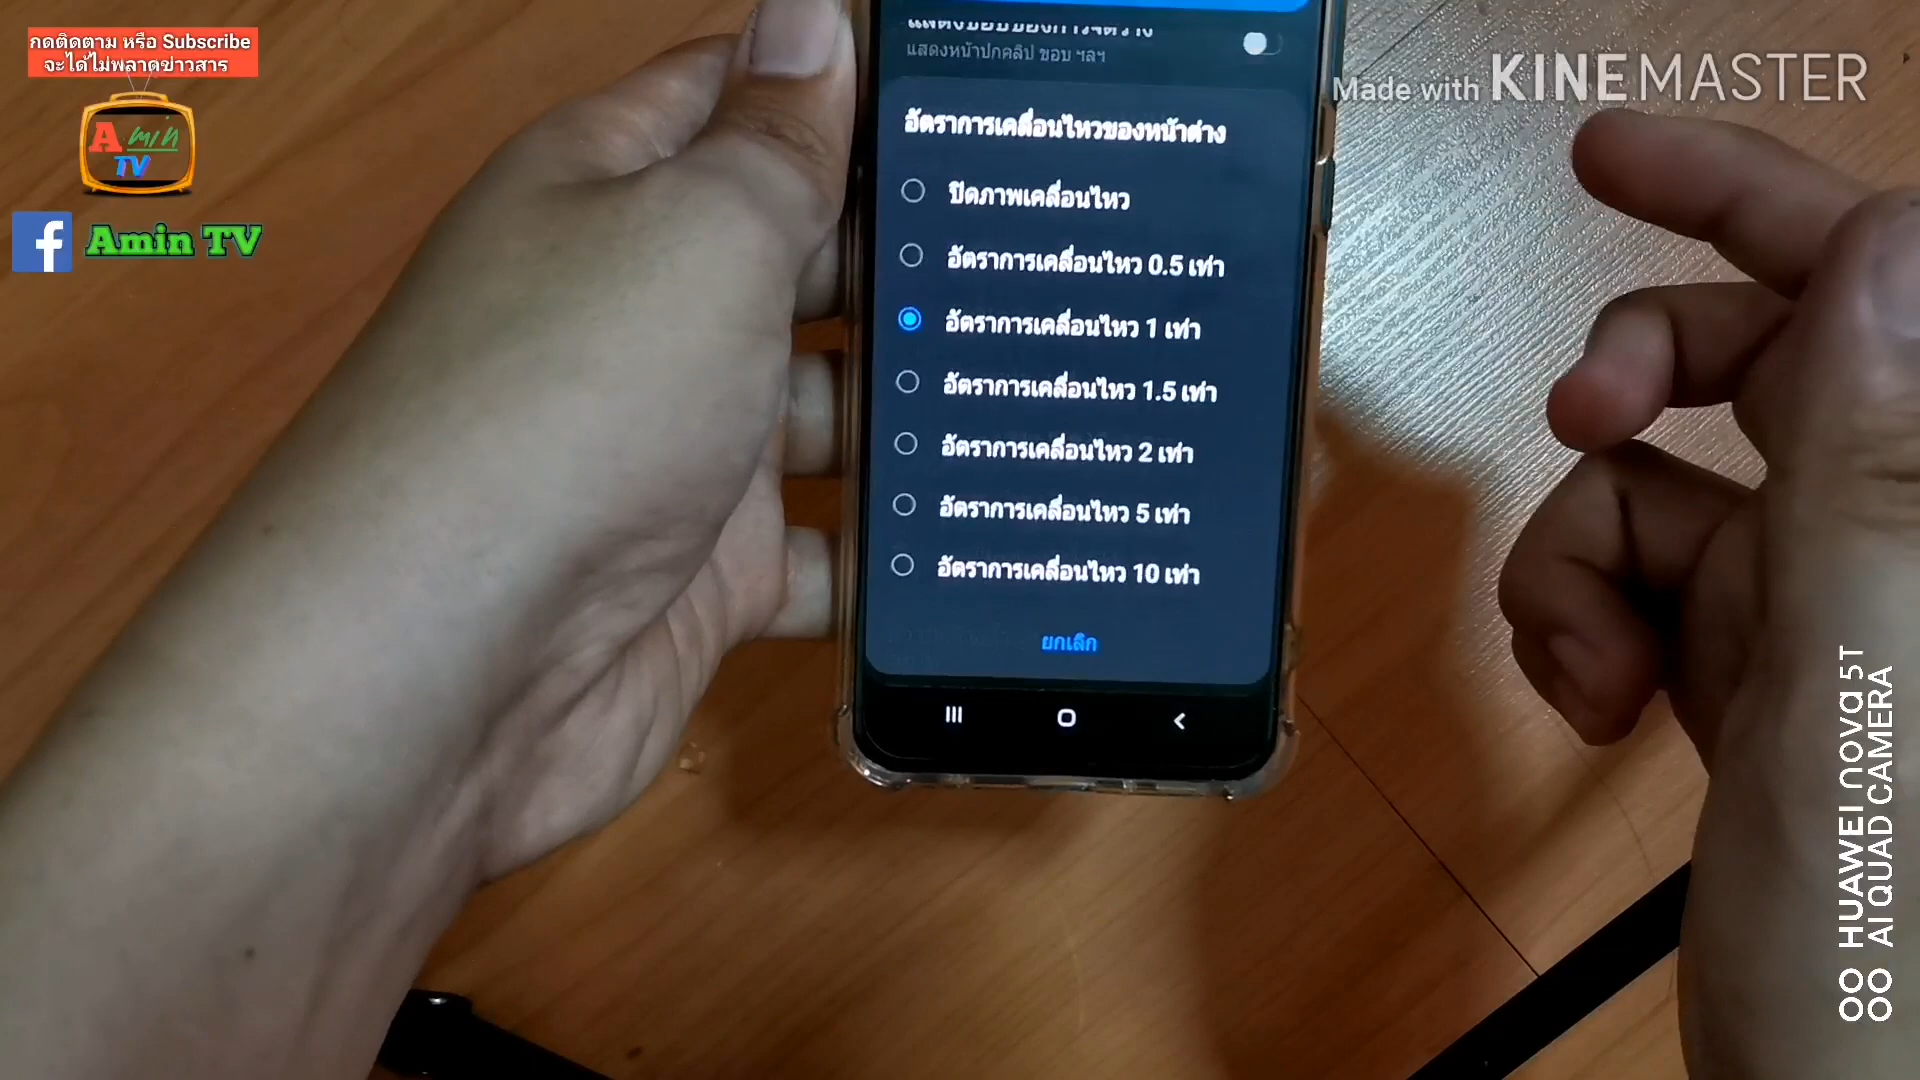 กดติดตาม หรือ Subscribe
จะได้ไม่พลาดข่าวสาร
Amin
TV
f Amin TV
Made with KINEMASTER
แสดงหน้าปกคลิป ขอบ ฯลฯ
อัตราการเคลื่อนไหวของหน้าต่าง
ปิดภาพเคลื่อนไหว
อัตราการเคลื่อนไหว 0.5 เท่า
อัตราการเคลื่อนไหว 1 เท่า
อัตราการเคลื่อนไหว 1.5 เท่า
อัตราการเคลื่อนไหว 2 เท่า
อัตราการเคลื่อนไหว 5 เท่า
อัตราการเคลื่อนไหว 10 เท่า
ยกเลิก
HUAWEI nova 5T
AI QUAD CAMERA